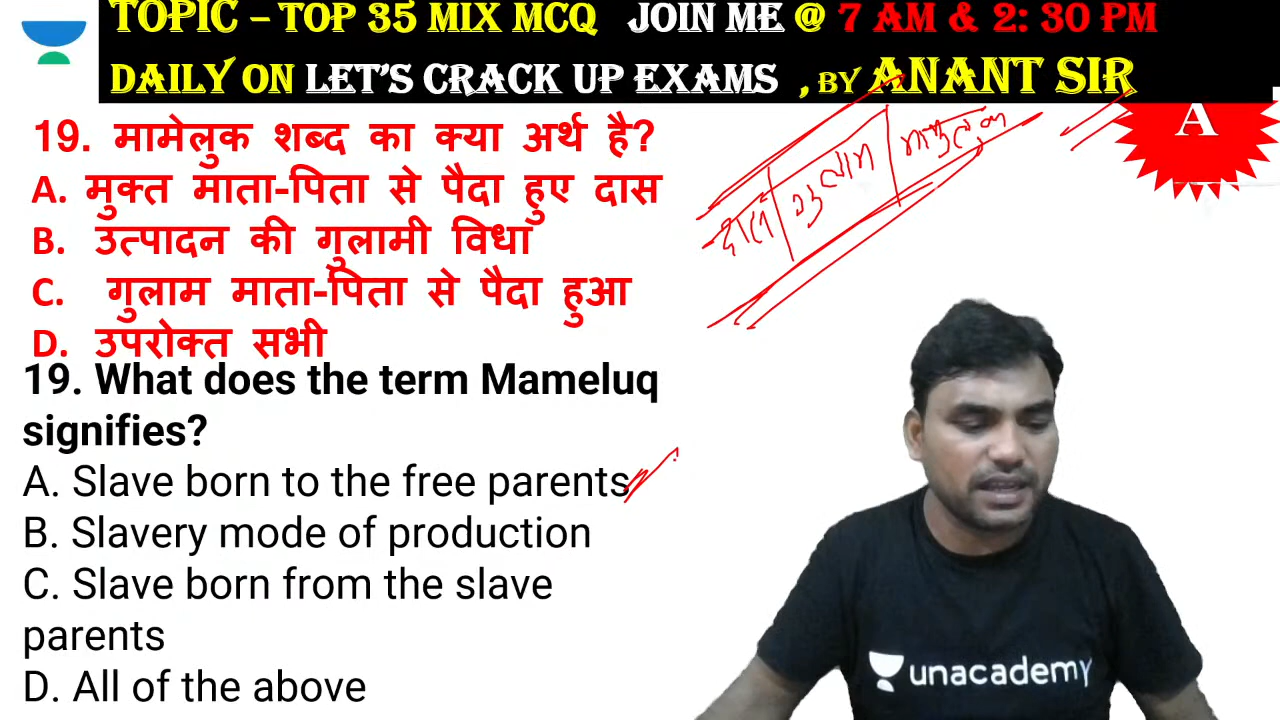 TOPIC – TOP 35 MIX MCQ JOIN ME @ 7 AM & 2: 30 PM
DAILY ON LET'S CRACK UP EXAMS , BY ANANT SIR
A
19. मामेलुक शब्द का क्या अर्थ है?
A. मुक्त माता-पिता से पैदा हुए दास
B. उत्पादन की गुलामी विधा
C. गुलाम माता-पिता से पैदा हुआ
D. उपरोक्त सभी
दास गुलाम
19. What does the term Mameluq
signifies?
A. Slave born to the free parents
B. Slavery mode of production
C. Slave born from the slave
parents
D. All of the above
unacademy